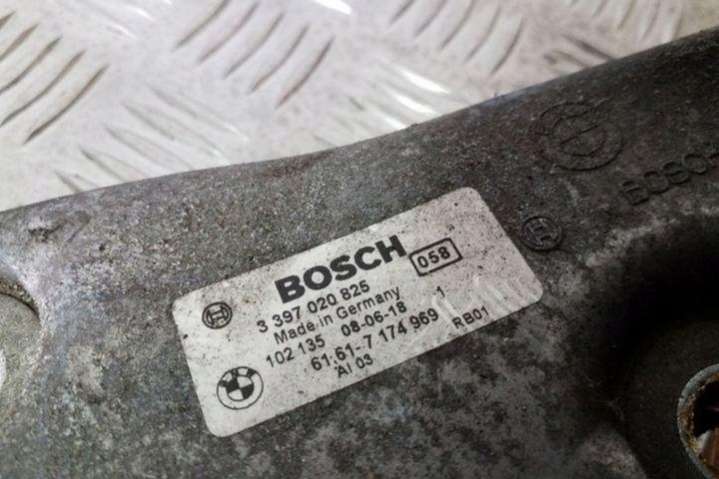 BOSCH 058
3 397 020 825
Made in Germany 1
102 135 08-06-18
61.61-7 174 969 RB01
AI 03
BOSCH